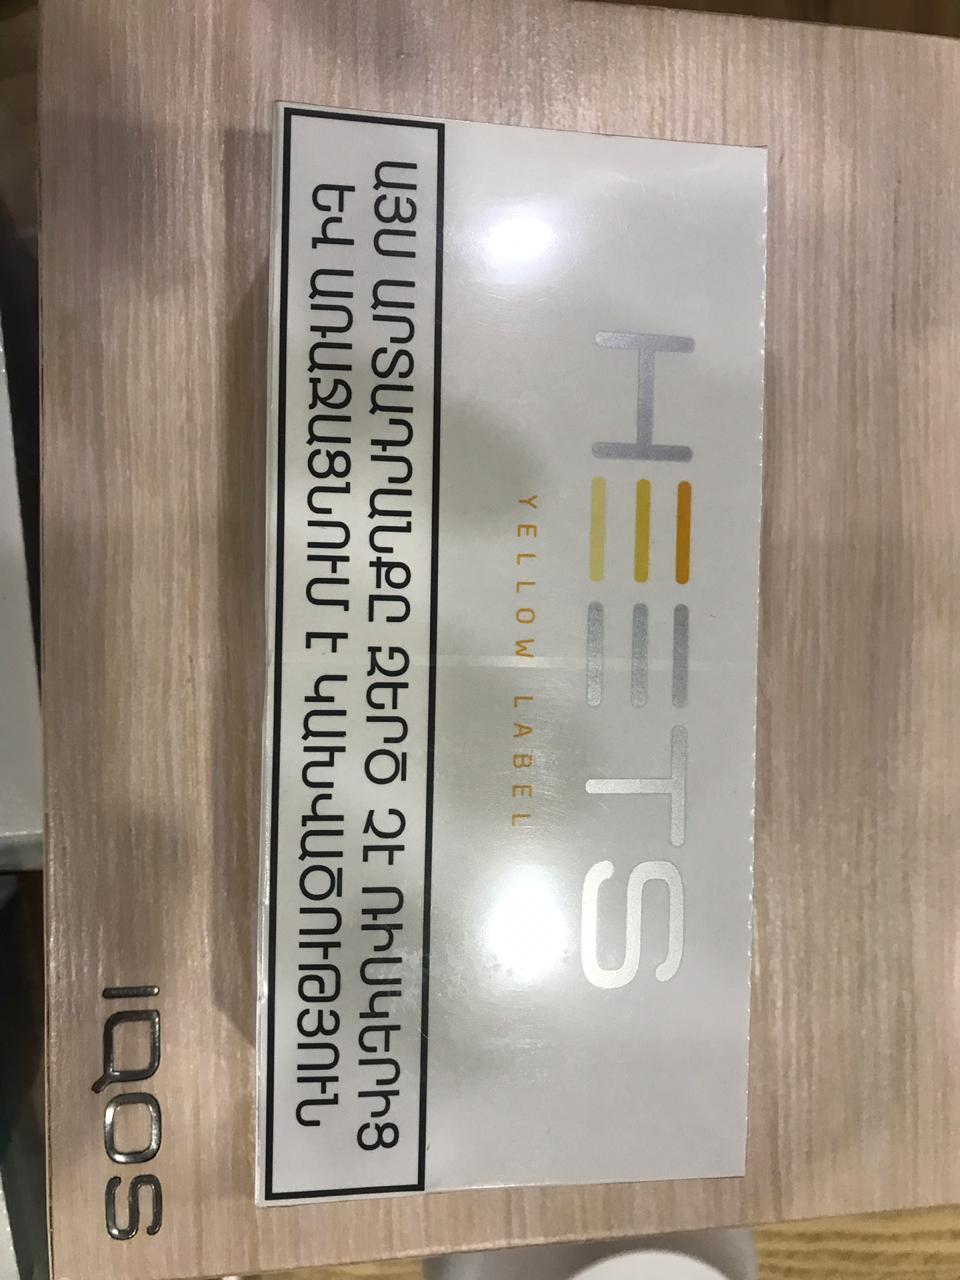 HEETS
YELLOW LABEL
ԱՅՍ ԱՐՏԱԴՐԱՆՔԸ ԶԵՐԾ ՉԷ ՌԻՍԿԵՐԻՑ
ԵՎ ԱՌԱՋԱՑՆՈՒՄ Է ԿԱԽՎԱԾՈՒԹՅՈՒՆ
IQOS